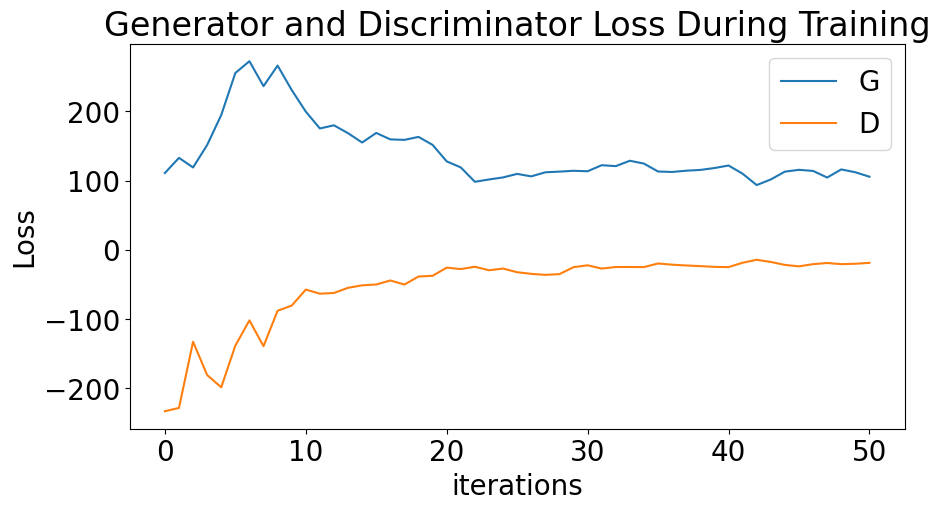 Generator and Discriminator Loss During Training
G
D
Loss
200
100
0
−100
−200
0 10 20 30 40 50
iterations